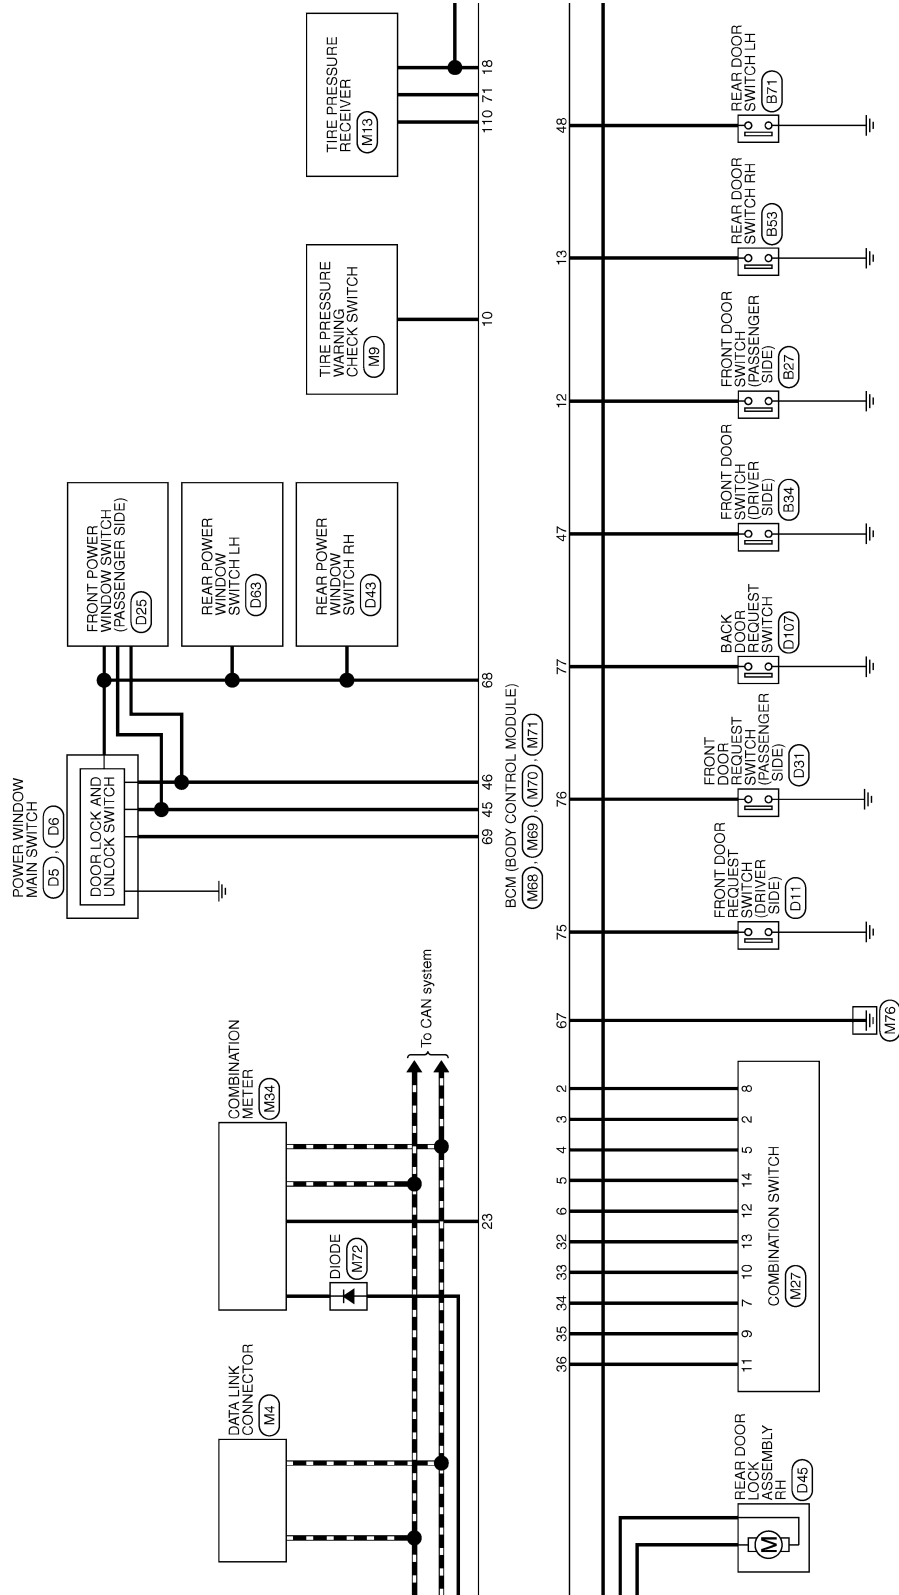 TIRE PRESSURE
RECEIVER
M13
18
71
110
TIRE PRESSURE
WARNING
CHECK SWITCH
M9
10
FRONT POWER
WINDOW SWITCH
(PASSENGER SIDE)
D25
REAR POWER
WINDOW
SWITCH LH
D63
REAR POWER
WINDOW
SWITCH RH
D43
68
POWER WINDOW
MAIN SWITCH
D5 , D6
DOOR LOCK AND
UNLOCK SWITCH
46
45
69
BCM (BODY CONTROL MODULE)
M68 , M69 , M70 , M71
To CAN system
COMBINATION
METER
M34
23
DIODE
M72
DATA LINK
CONNECTOR
M4
48
REAR DOOR
SWITCH LH
B71
13
REAR DOOR
SWITCH RH
B53
12
FRONT DOOR
SWITCH
(PASSENGER
SIDE)
B27
47
FRONT DOOR
SWITCH
(DRIVER
SIDE)
B34
77
BACK
DOOR
REQUEST
SWITCH
D107
76
FRONT
DOOR
REQUEST
SWITCH
(PASSENGER
SIDE)
D31
75
FRONT DOOR
REQUEST
SWITCH
(DRIVER
SIDE)
D11
67
M76
2 8
3 2
4 5
5 14
6 12
32 13
33 10
34 7
35 9
36 11
COMBINATION SWITCH
M27
REAR DOOR
LOCK
ASSEMBLY
RH
D45
M